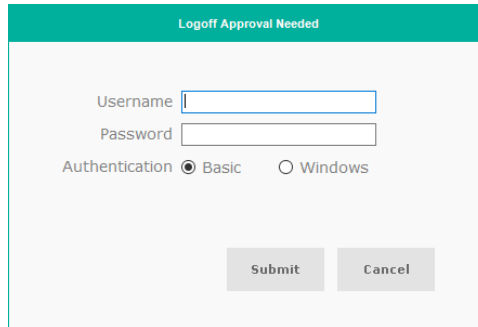 Logoff Approval Needed
Username
Password
Authentication Basic Windows
Submit Cancel